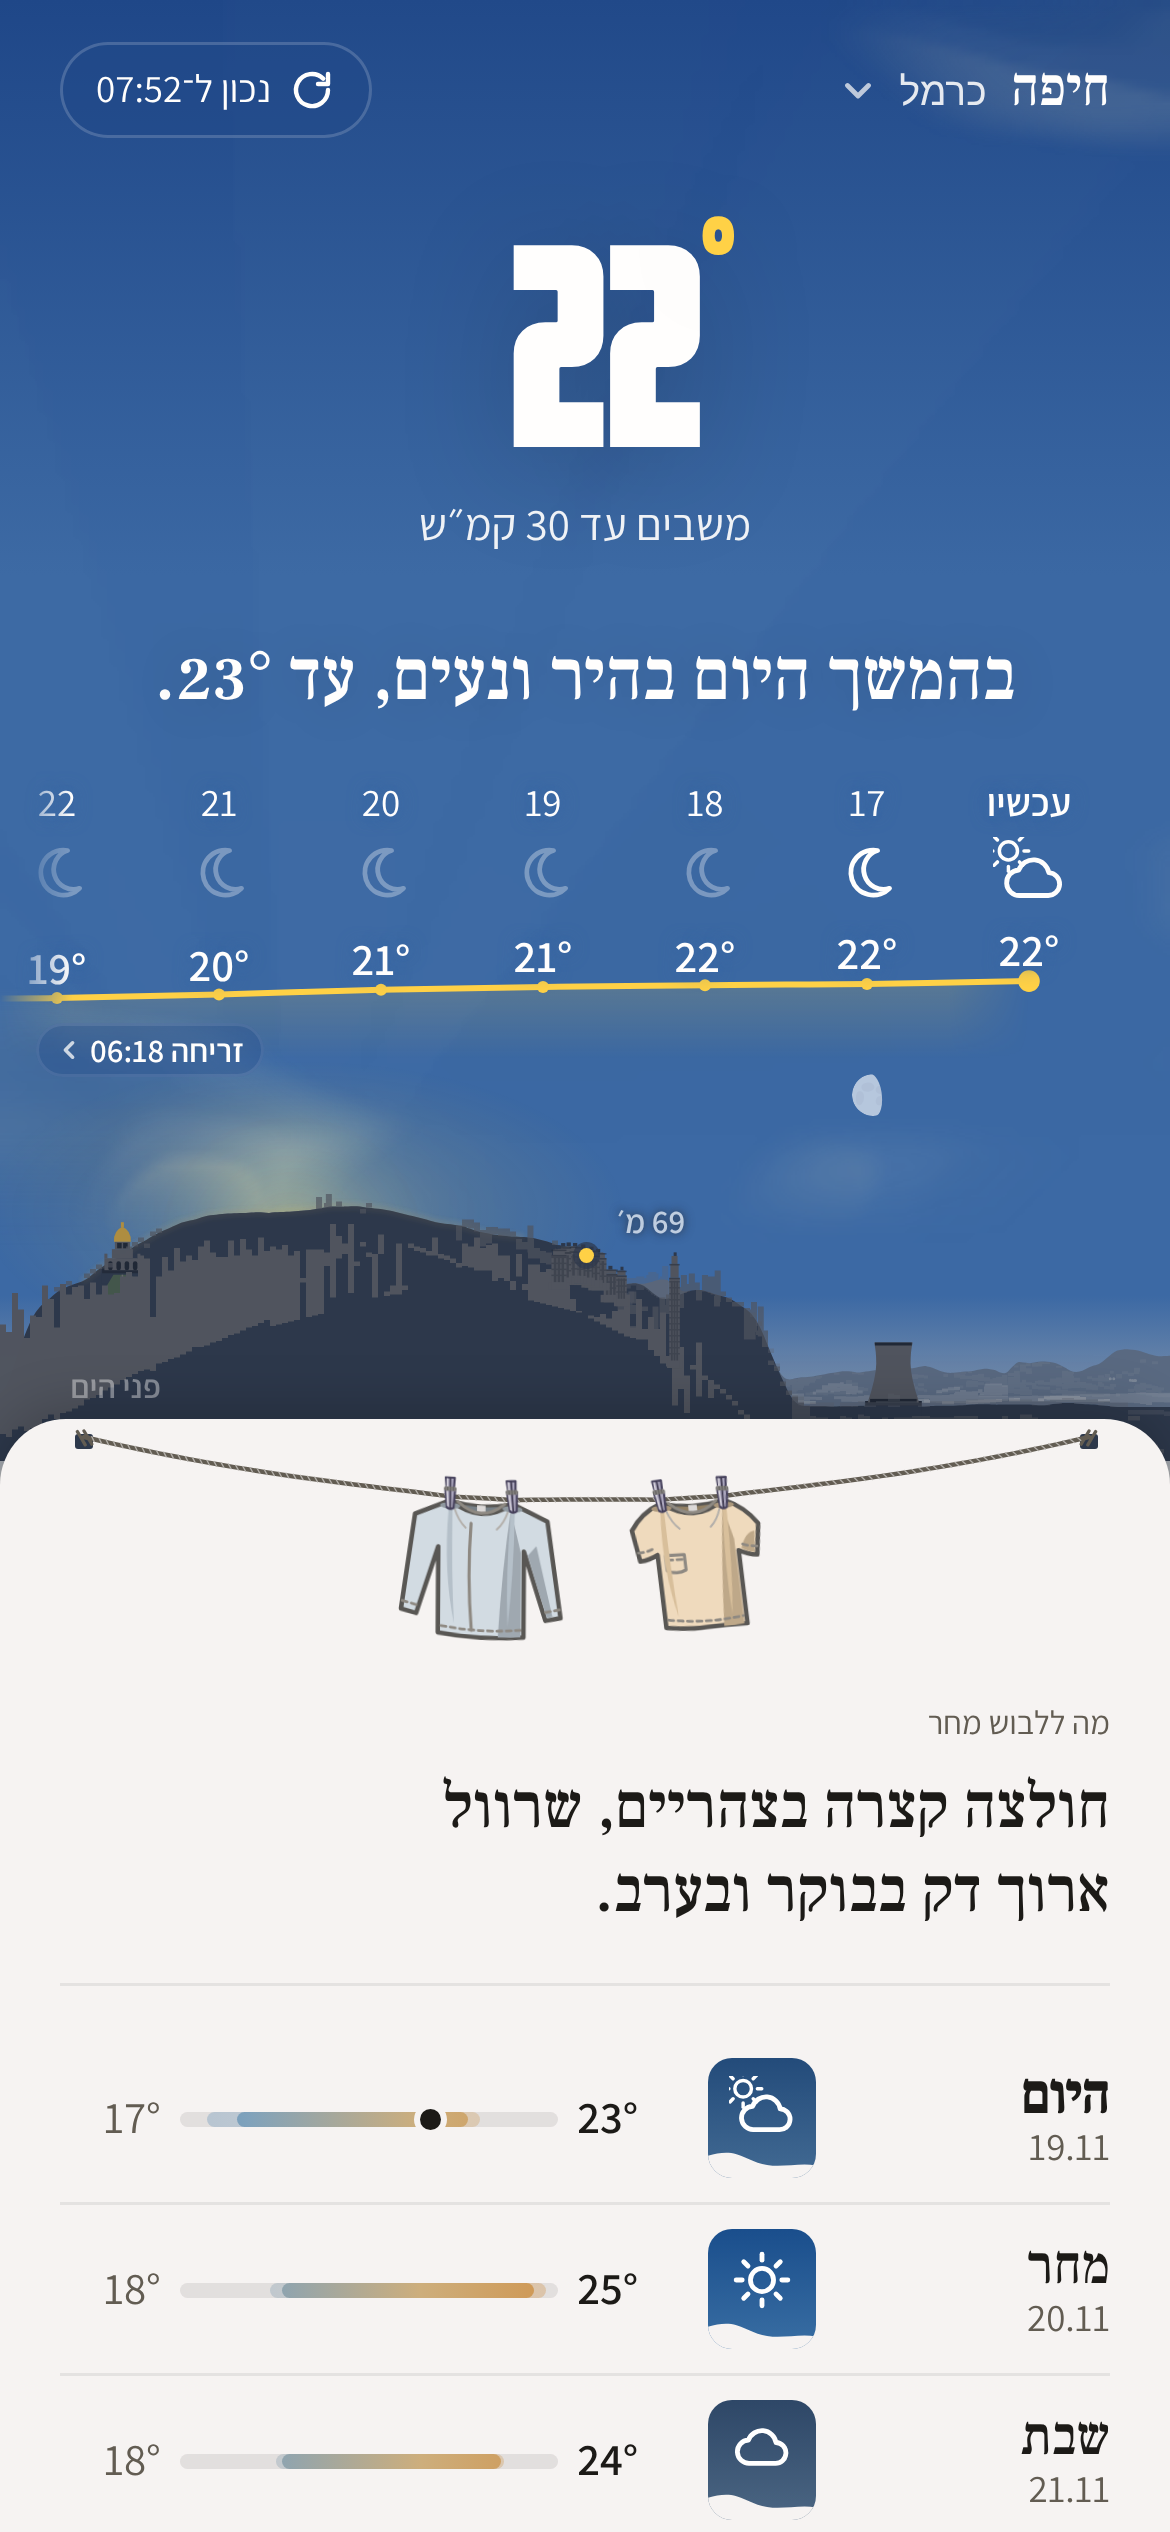 חיפה כרמל
נכון ל־07:52
22°
משבים עד 30 קמ״ש
בהמשך היום בהיר ונעים, עד 23°.
עכשיו 17 18 19 20 21 22
22° 22° 22° 21° 21° 20° 19°
זריחה 06:18
69 מ׳
פני הים
מה ללבוש מחר
חולצה קצרה בצהריים, שרוול
ארוך דק בבוקר ובערב.
היום 23° 17°
19.11
מחר 25° 18°
20.11
שבת 24° 18°
21.11